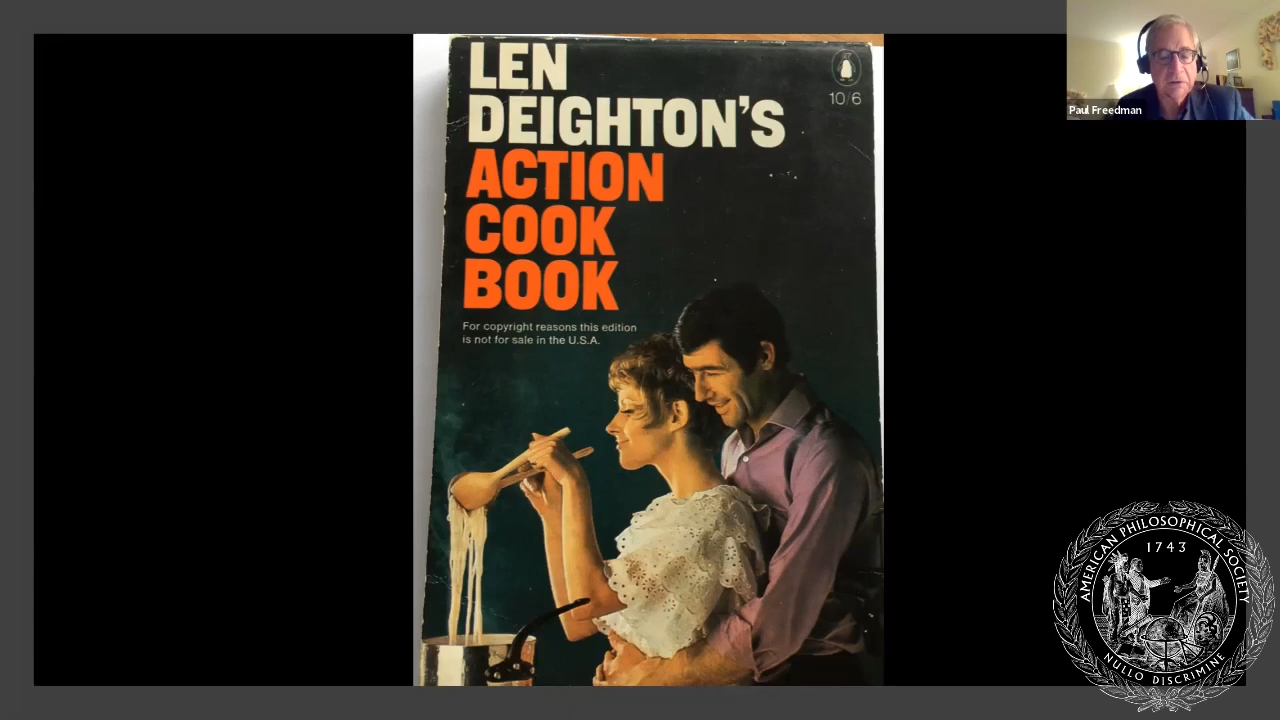 LEN
DEIGHTON'S
ACTION
COOK
BOOK
10/6
For copyright reasons this edition
is not for sale in the U.S.A.
Paul Freedman
AMERICAN PHILOSOPHICAL SOCIETY
1743
NULLO DISCRIMINE